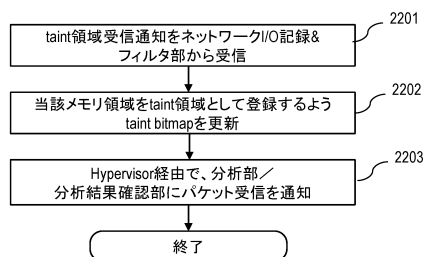 2201
taint領域受信通知をネットワークI/O記録&
フィルタ部から受信
2202
当該メモリ領域をtaint領域として登録するよう
taint bitmapを更新
2203
Hypervisor経由で、分析部／
分析結果確認部にパケット受信を通知
終了